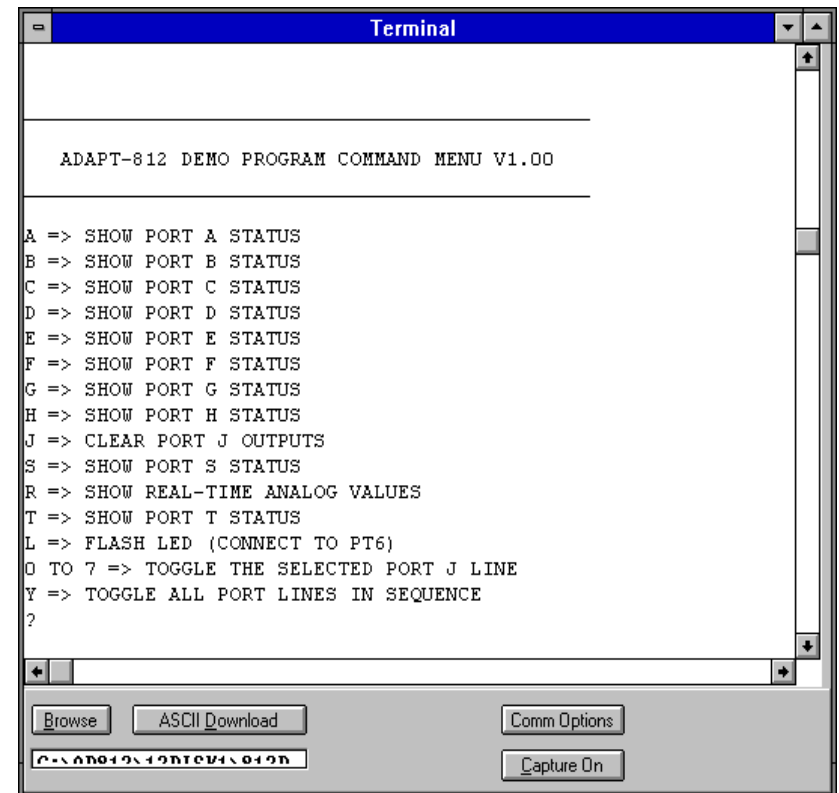 Terminal
ADAPT-812 DEMO PROGRAM COMMAND MENU V1.00
A => SHOW PORT A STATUS
B => SHOW PORT B STATUS
C => SHOW PORT C STATUS
D => SHOW PORT D STATUS
E => SHOW PORT E STATUS
F => SHOW PORT F STATUS
G => SHOW PORT G STATUS
H => SHOW PORT H STATUS
J => CLEAR PORT J OUTPUTS
S => SHOW PORT S STATUS
R => SHOW REAL-TIME ANALOG VALUES
T => SHOW PORT T STATUS
L => FLASH LED (CONNECT TO PT6)
0 TO 7 => TOGGLE THE SELECTED PORT J LINE
Y => TOGGLE ALL PORT LINES IN SEQUENCE
?
Browse ASCII Download Comm Options
Capture On